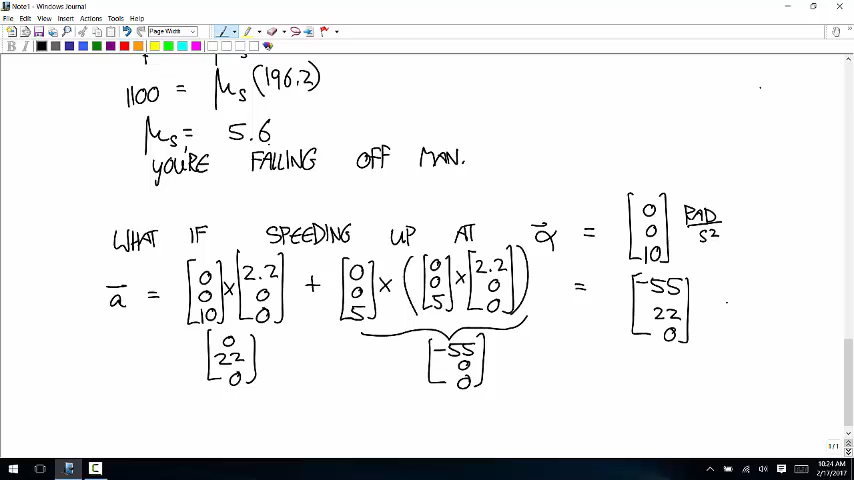 Note1 - Windows Journal
File Edit View Insert Actions Tools Help
Page Width
B I
1100 = μs (196.2)
μs = 5.6
YOU'RE FALLING OFF MAN.
WHAT IF SPEEDING UP AT α = [0 0 10] RAD/S²
a = [0 0 10] × [2.2 0 0] + [0 0 5] × ([0 0 5] × [2.2 0 0]) = [-55 22 0]
[0 22 0] [-55 0 0]
1/1
10:24 AM
2/17/2017